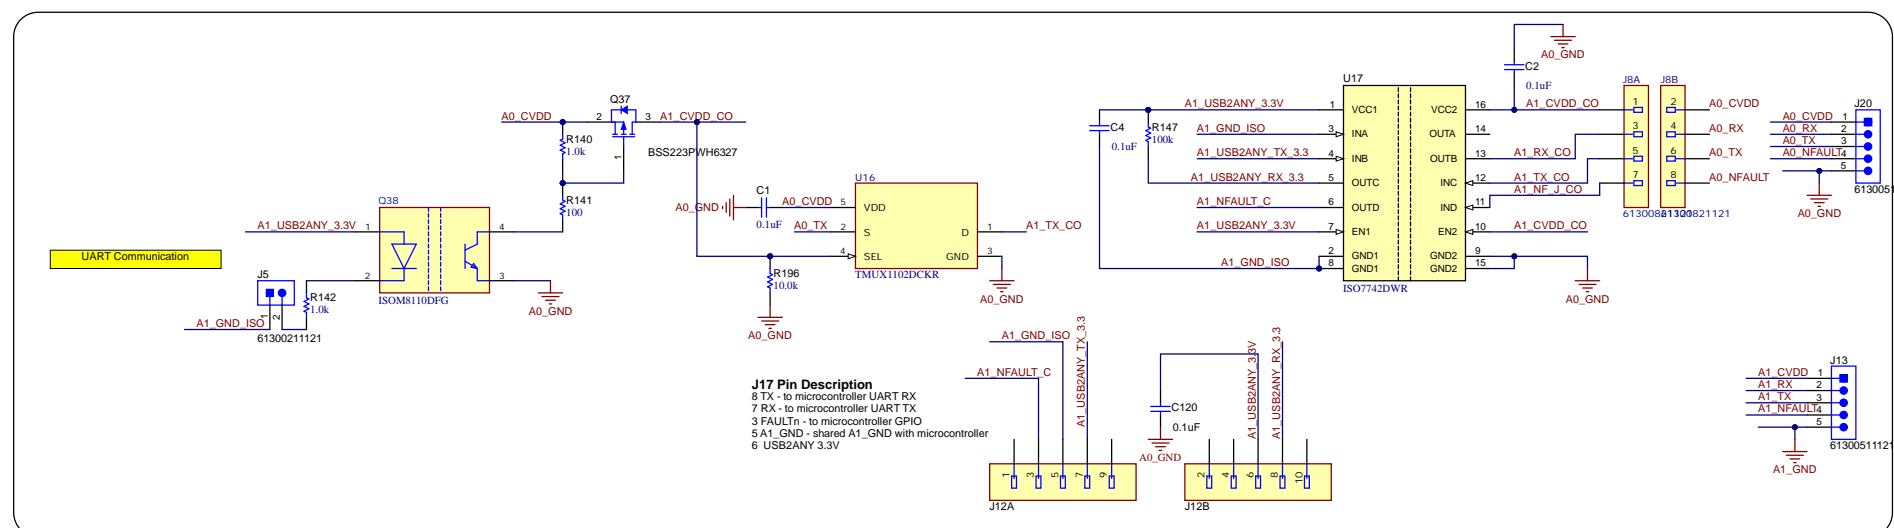 UART Communication
A1_USB2ANY_3.3V
J5
1
2
A1_GND_ISO
61300211121
R142
1.0k
Q38
1
2
4
3
ISOM8110DFG
A0_GND
A0_CVDD
R140
1.0k
R141
100
Q37
2
3
1
A1_CVDD_CO
BSS223PWH6327
A0_GND
C1
0.1uF
A0_CVDD
A0_TX
R196
10.0k
A0_GND
U16
5
VDD
2
S
4
SEL
D
1
GND
3
TMUX1102DCKR
A1_TX_CO
A0_GND
C4
0.1uF
R147
100k
A1_USB2ANY_3.3V
A1_GND_ISO
A1_USB2ANY_TX_3.3
A1_USB2ANY_RX_3.3
A1_NFAULT_C
A1_USB2ANY_3.3V
A1_GND_ISO
U17
1
VCC1
3
INA
4
INB
5
OUTC
6
OUTD
7
EN1
2
GND1
8
GND1
VCC2
16
OUTA
14
OUTB
13
INC
12
IND
11
EN2
10
GND2
9
GND2
15
ISO7742DWR
C2
0.1uF
A0_GND
A1_CVDD_CO
A1_RX_CO
A1_TX_CO
A1_NF_J_CO
A1_CVDD_CO
A0_GND
J8A
1
3
5
7
J8B
2
4
6
8
61300821121
A0_CVDD
A0_RX
A0_TX
A0_NFAULT
J20
A0_CVDD
1
A0_RX
2
A0_TX
3
A0_NFAULT
4
5
6130051
A0_GND
J17 Pin Description
8 TX - to microcontroller UART RX
7 RX - to microcontroller UART TX
3 FAULTn - to microcontroller GPIO
5 A1_GND - shared A1_GND with microcontroller
6 USB2ANY 3.3V
A1_GND_ISO
A1_NFAULT_C
A1_USB2ANY_TX_3.3
1
3
5
7
9
J12A
C120
0.1uF
A0_GND
A1_USB2ANY_3.3V
A1_USB2ANY_RX_3.3
2
4
6
8
10
J12B
J13
A1_CVDD
1
A1_RX
2
A1_TX
3
A1_NFAULT
4
5
61300511121
A1_GND